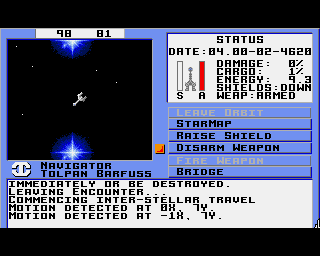 90 81
STATUS
DATE:04.00-02-4620
DAMAGE: 0%
CARGO: 1%
ENERGY: 9.3
SHIELDS:DOWN
S A WEAP:ARMED
LEAVE ORBIT
STARMAP
RAISE SHIELD
DISARM WEAPON
FIRE WEAPON
BRIDGE
NAVIGATOR
TOLPAN BARFUSS
IMMEDIATELY OR BE DESTROYED.
LEAVING ENCOUNTER...
COMMENCING INTER-STELLAR TRAVEL
MOTION DETECTED AT 0X, 7Y.
MOTION DETECTED AT -1X, 7Y.